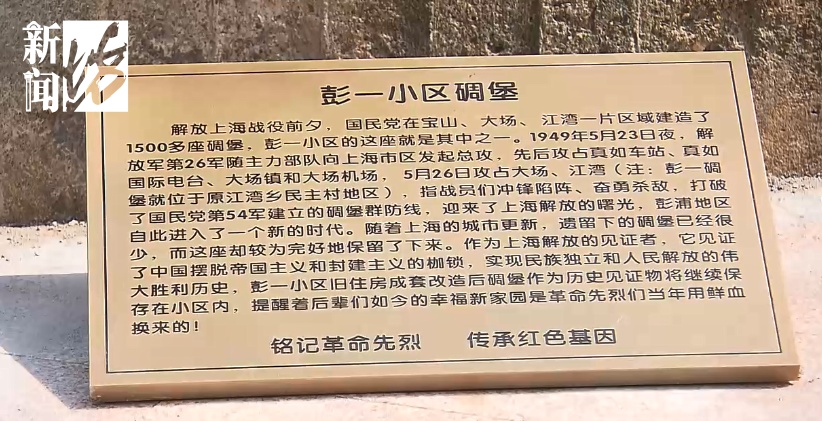 新闻坊
彭一小区碉堡
解放上海战役前夕，国民党在宝山、大场、江湾一片区域建造了
1500多座碉堡，彭一小区的这座就是其中之一。1949年5月23日夜，解
放军第26军随主力部队向上海市区发起总攻，先后攻占真如车站、真如
国际电台、大场镇和大场机场，5月26日攻占大场、江湾（注：彭一碉
堡就位于原江湾乡民主村地区），指战员们冲锋陷阵、奋勇杀敌，打破
了国民党第54军建立的碉堡群防线，迎来了上海解放的曙光，彭浦地区
自此进入了一个新的时代。随着上海的城市更新，遗留下的碉堡已经很
少，而这座却较为完好地保留了下来。作为上海解放的见证者，它见证
了中国摆脱帝国主义和封建主义的枷锁，实现民族独立和人民解放的伟
大胜利历史，彭一小区旧住房成套改造后碉堡作为历史见证物将继续保
存在小区内，提醒着后辈们如今的幸福新家园是革命先烈们当年用鲜血
换来的！
铭记革命先烈 传承红色基因